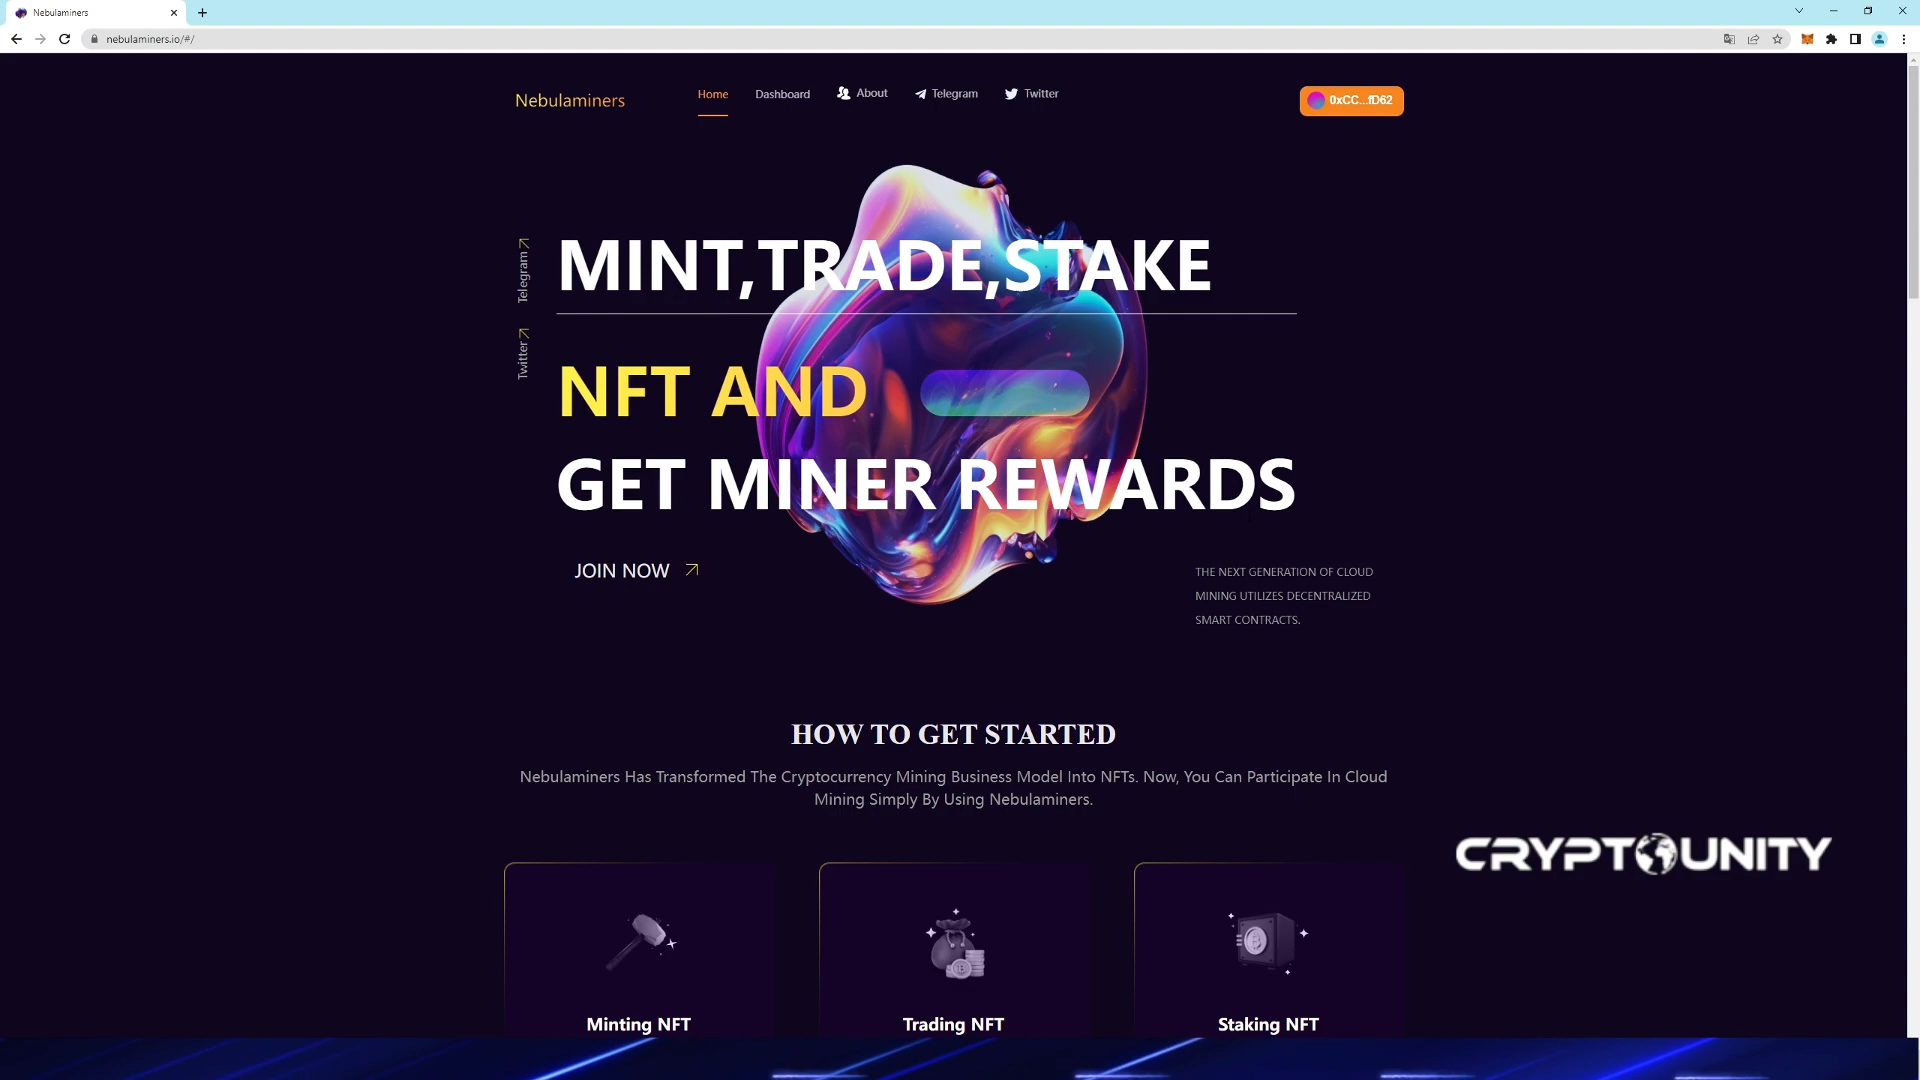 Nebulaminers
nebulaminers.io/#/
Nebulaminers
Home
Dashboard
About
Telegram
Twitter
0xCC...fD62
Telegram
Twitter
MINT,TRADE,STAKE
NFT AND
GET MINER REWARDS
JOIN NOW
THE NEXT GENERATION OF CLOUD
MINING UTILIZES DECENTRALIZED
SMART CONTRACTS.
HOW TO GET STARTED
Nebulaminers Has Transformed The Cryptocurrency Mining Business Model Into NFTs. Now, You Can Participate In Cloud
Mining Simply By Using Nebulaminers.
CRYPTOUNITY
Minting NFT
Trading NFT
Staking NFT